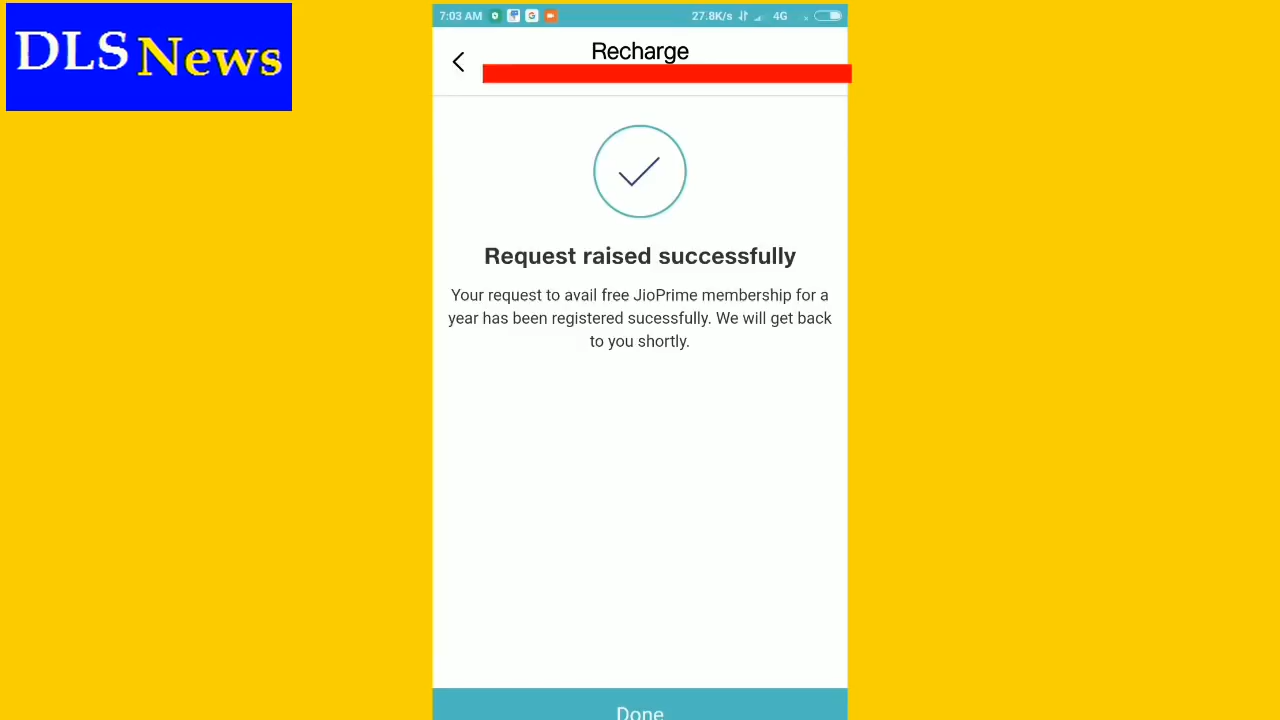 DLS News
7:03 AM 27.8K/s 4G
Recharge
Request raised successfully
Your request to avail free JioPrime membership for a
year has been registered sucessfully. We will get back
to you shortly.
Done